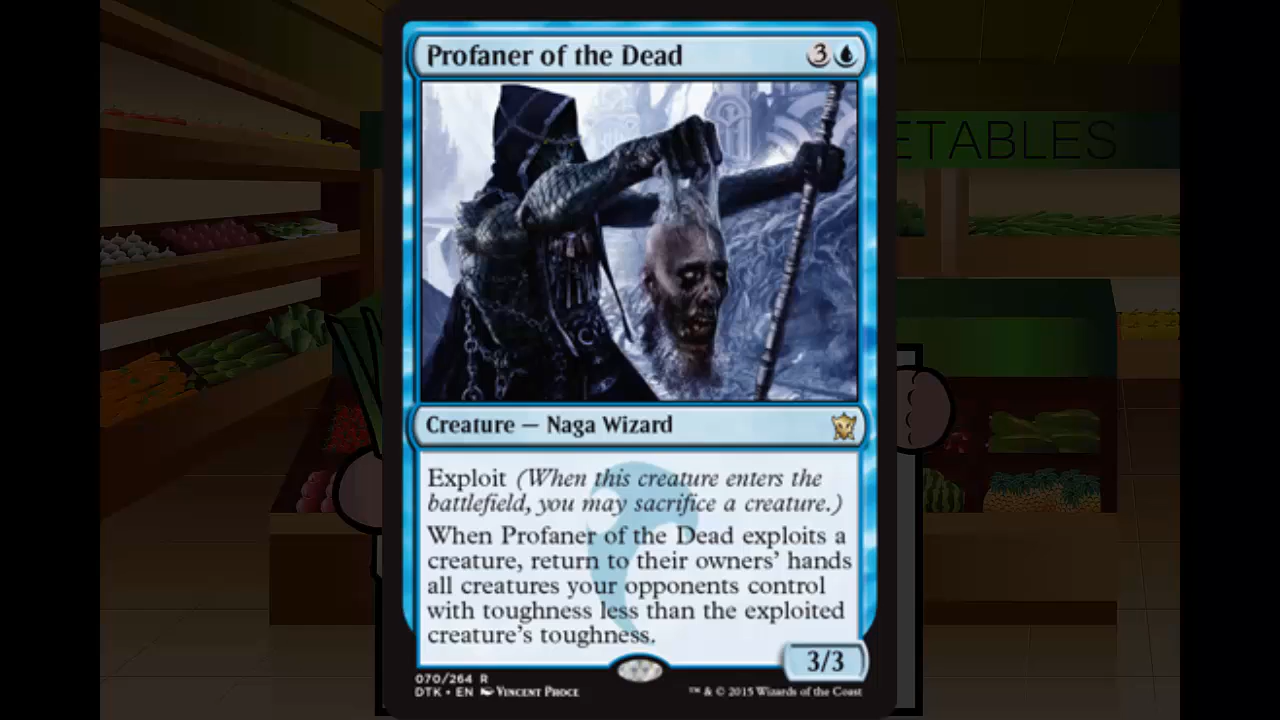 Profaner of the Dead 3
ETABLES
Creature — Naga Wizard
Exploit (When this creature enters the
battlefield, you may sacrifice a creature.)
When Profaner of the Dead exploits a
creature, return to their owners' hands
all creatures your opponents control
with toughness less than the exploited
creature's toughness.
3/3
070/264 R
DTK • EN Vincent Proce
™ & © 2015 Wizards of the Coast